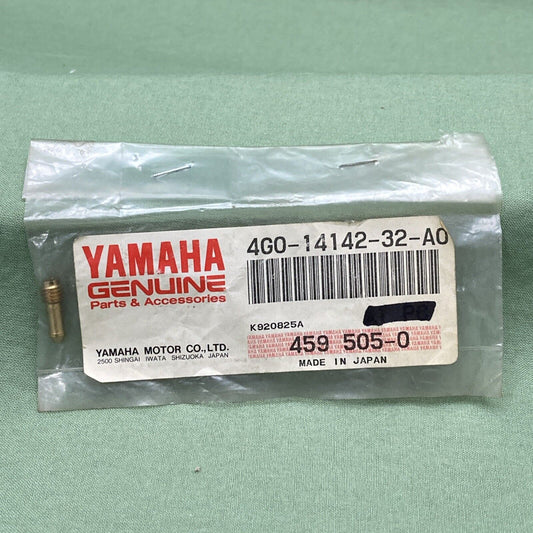 YAMAHA
GENUINE
Parts & Accessories
YAMAHA MOTOR CO.,LTD.
2500 SHINGAI IWATA SHIZUOKA JAPAN
4G0-14142-32-A0
K920825A
459 505-0
MADE IN JAPAN